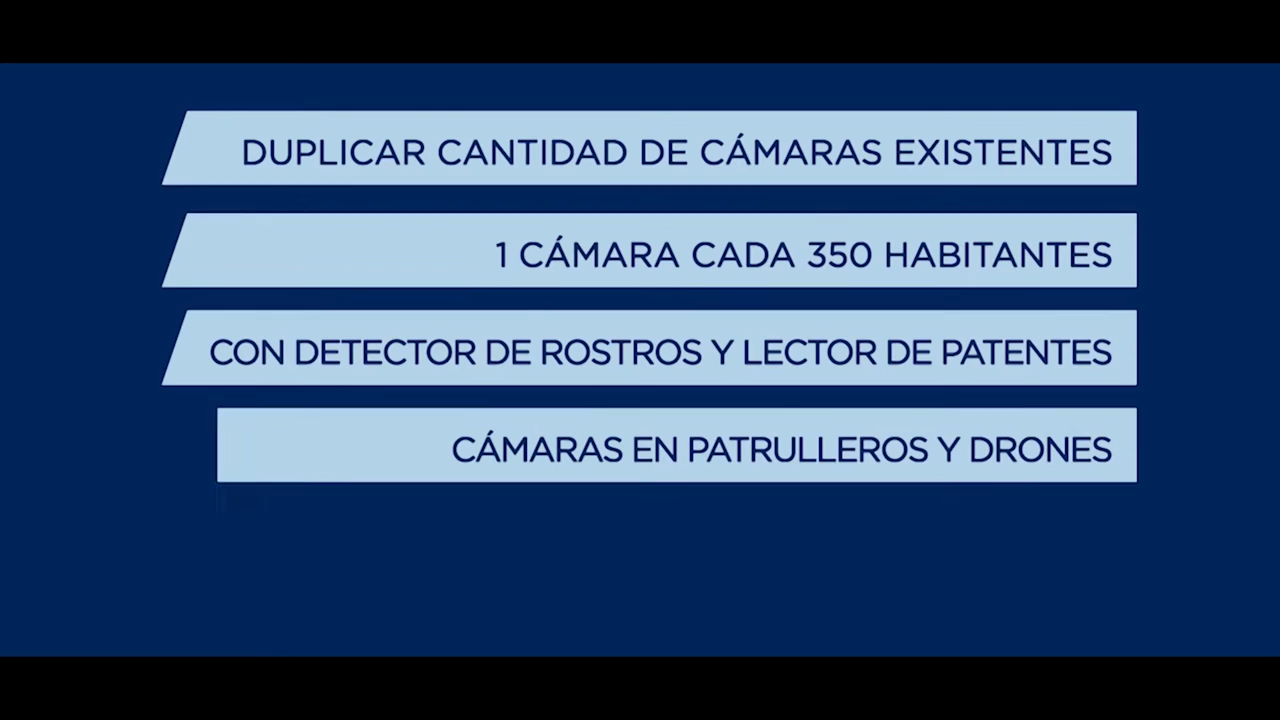 DUPLICAR CANTIDAD DE CÁMARAS EXISTENTES
1 CÁMARA CADA 350 HABITANTES
CON DETECTOR DE ROSTROS Y LECTOR DE PATENTES
CÁMARAS EN PATRULLEROS Y DRONES